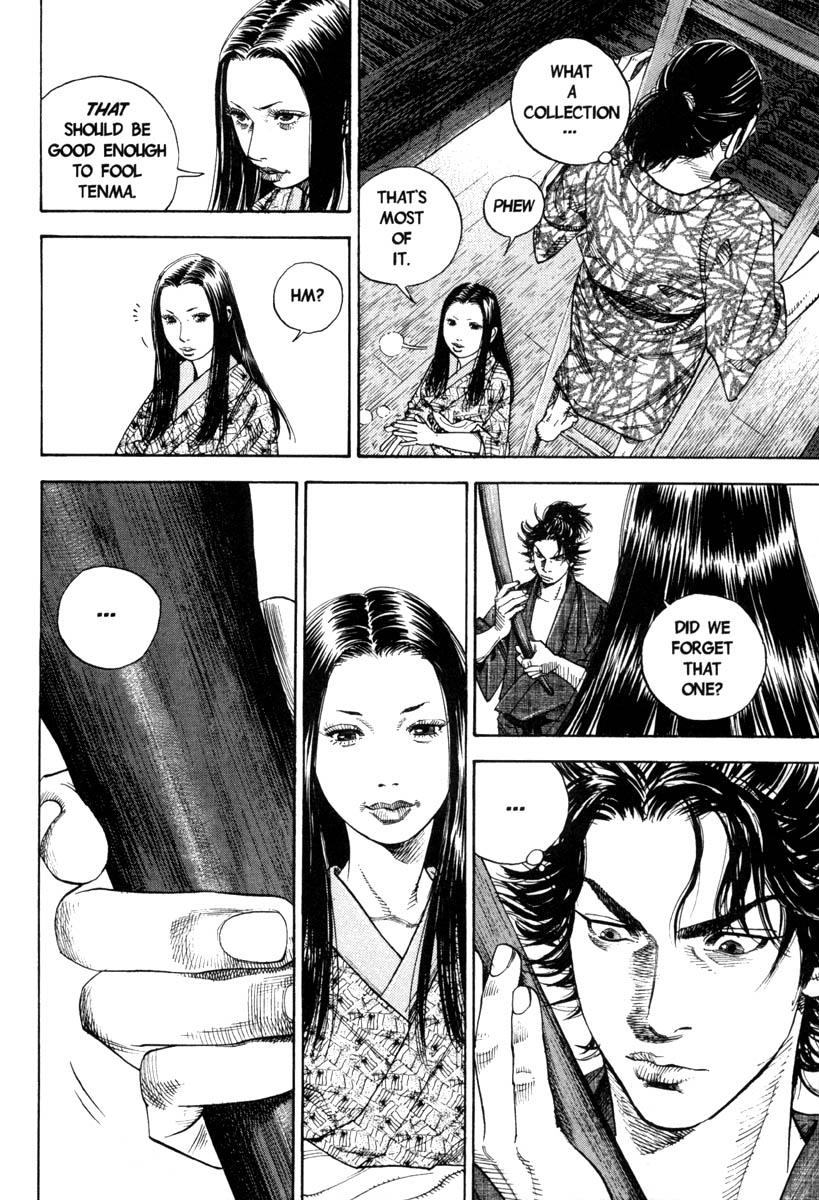 WHAT
A
COLLECTION
...
PHEW
THAT'S
MOST
OF
IT.
THAT
SHOULD BE
GOOD ENOUGH
TO FOOL
TENMA.
HM?
DID WE
FORGET
THAT
ONE?
...
...